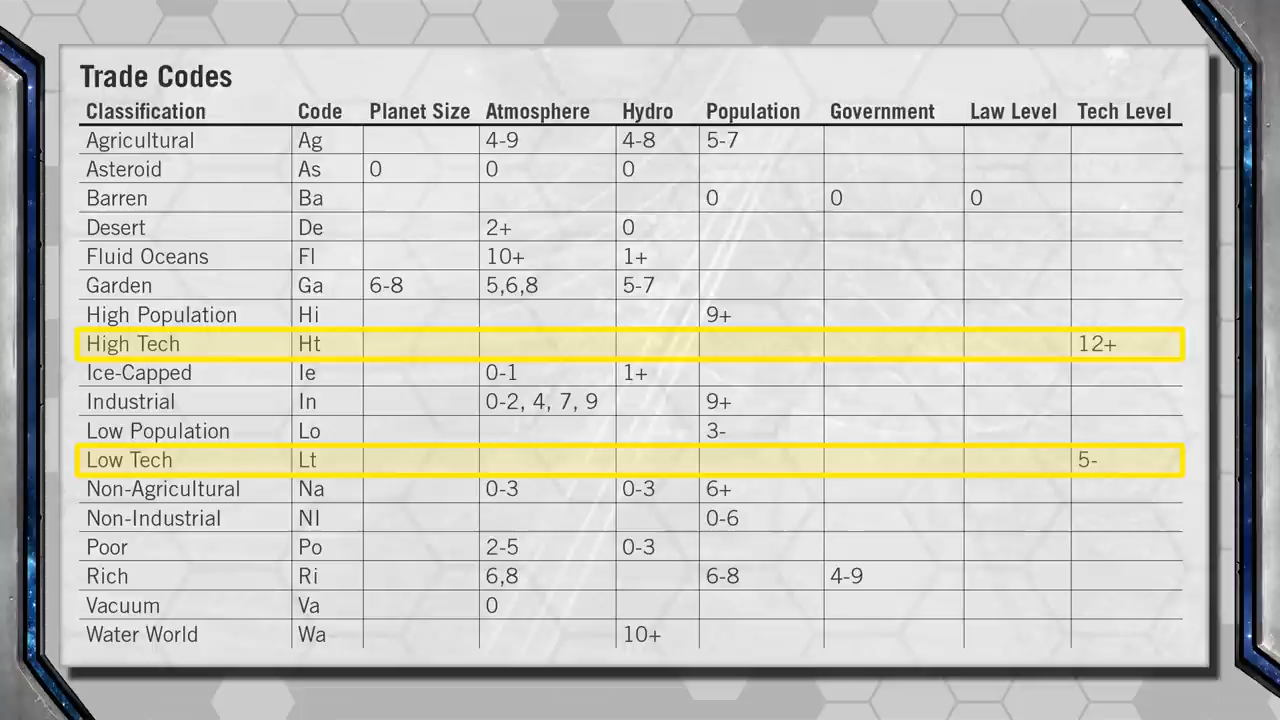 Trade Codes
Classification Code Planet Size Atmosphere Hydro Population Government Law Level Tech Level
Agricultural Ag 4-9 4-8 5-7
Asteroid As 0 0 0
Barren Ba 0 0 0
Desert De 2+ 0
Fluid Oceans Fl 10+ 1+
Garden Ga 6-8 5,6,8 5-7
High Population Hi 9+
High Tech Ht 12+
Ice-Capped Ie 0-1 1+
Industrial In 0-2, 4, 7, 9 9+
Low Population Lo 3-
Low Tech Lt 5-
Non-Agricultural Na 0-3 0-3 6+
Non-Industrial NI 0-6
Poor Po 2-5 0-3
Rich Ri 6,8 6-8 4-9
Vacuum Va 0
Water World Wa 10+